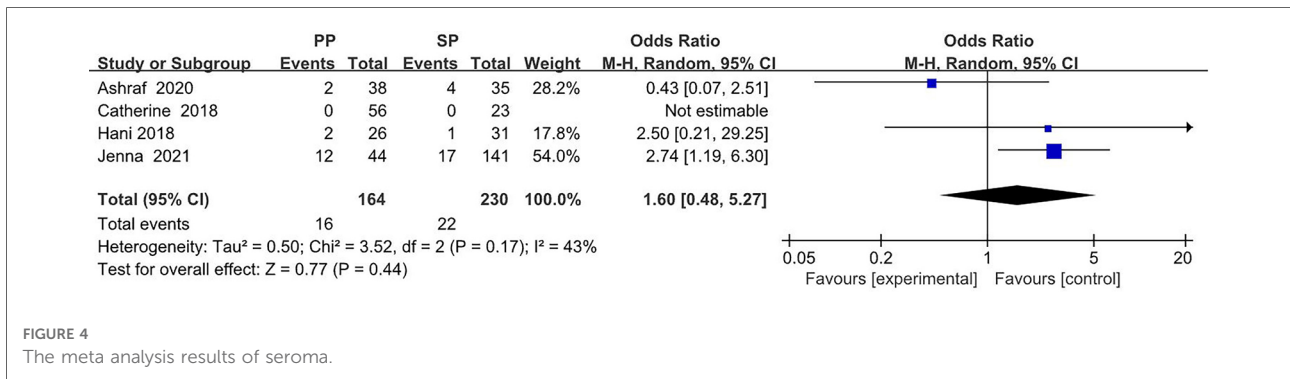 PP SP Odds Ratio Odds Ratio
Study or Subgroup Events Total Events Total Weight M-H, Random, 95% CI M-H, Random, 95% CI
Ashraf 2020 2 38 4 35 28.2% 0.43 [0.07, 2.51]
Catherine 2018 0 56 0 23 Not estimable
Hani 2018 2 26 1 31 17.8% 2.50 [0.21, 29.25]
Jenna 2021 12 44 17 141 54.0% 2.74 [1.19, 6.30]
Total (95% CI) 164 230 100.0% 1.60 [0.48, 5.27]
Total events 16 22
Heterogeneity: Tau² = 0.50; Chi² = 3.52, df = 2 (P = 0.17); I² = 43%
Test for overall effect: Z = 0.77 (P = 0.44)
0.05 0.2 1 5 20
Favours [experimental] Favours [control]
FIGURE 4
The meta analysis results of seroma.